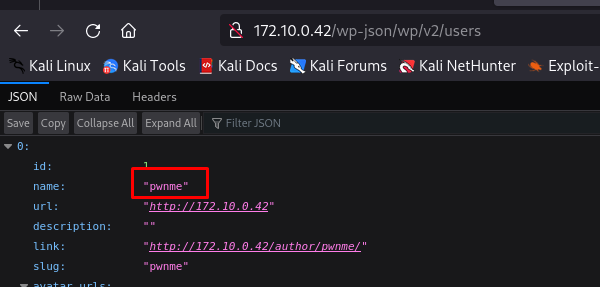 172.10.0.42/wp-json/wp/v2/users
Kali Linux Kali Tools Kali Docs Kali Forums Kali NetHunter Exploit-
JSON Raw Data Headers
Save Copy Collapse All Expand All Filter JSON
0:
id: 1
name: "pwnme"
url: "http://172.10.0.42"
description: ""
link: "http://172.10.0.42/author/pwnme/"
slug: "pwnme"
avatar_urls: